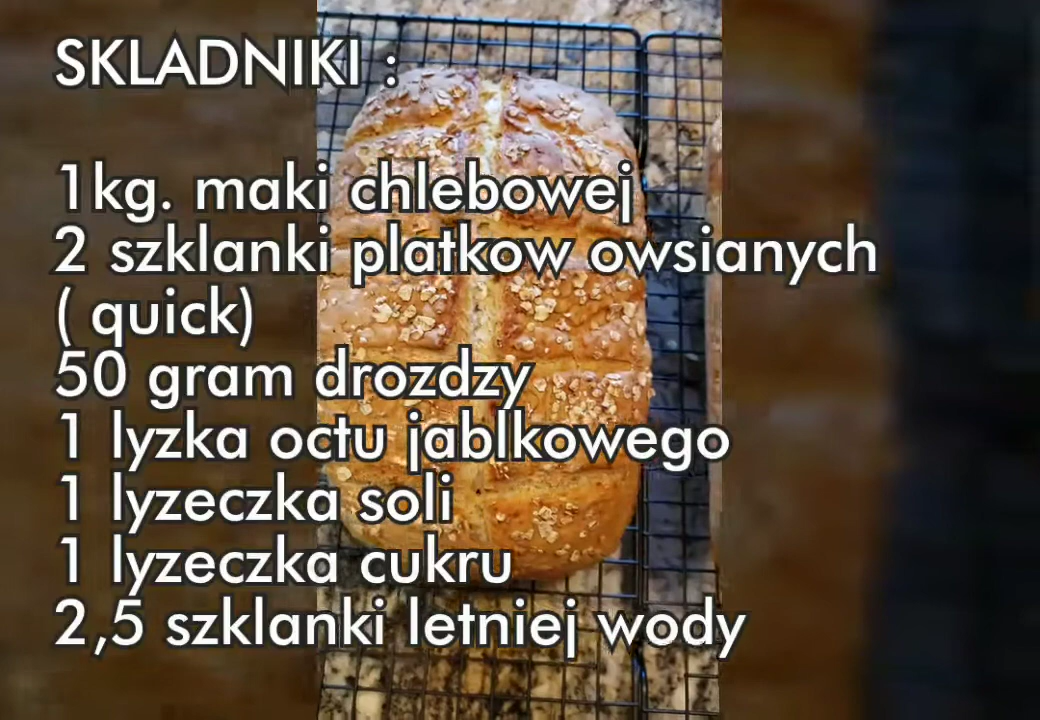 SKLADNIKI :
1kg. maki chlebowej
2 szklanki platkow owsianych
( quick)
50 gram drozdzy
1 lyzka octu jablkowego
1 lyzeczka soli
1 lyzeczka cukru
2,5 szklanki letniej wody